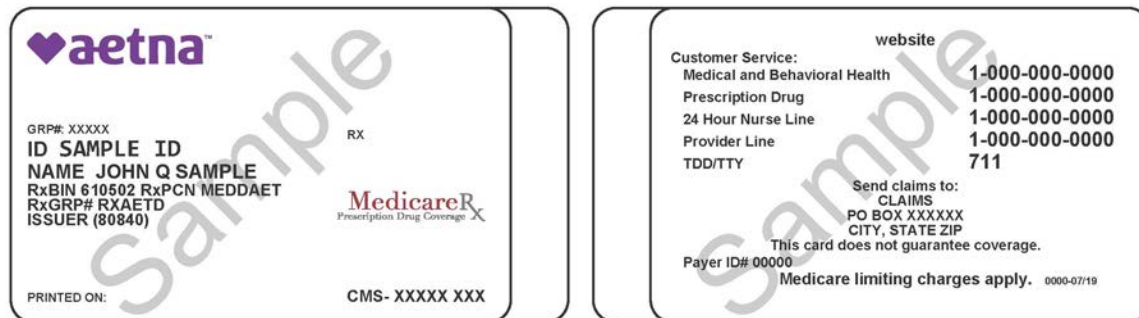 aetna™
GRP#: XXXXX
RX
ID SAMPLE ID
NAME JOHN Q SAMPLE
RxBIN 610502 RxPCN MEDDAET
RxGRP# RXAETD
ISSUER (80840)
MedicareRx
Prescription Drug Coverage
PRINTED ON:
CMS- XXXXX XXX
Sample
website
Customer Service:
Medical and Behavioral Health 1-000-000-0000
Prescription Drug 1-000-000-0000
24 Hour Nurse Line 1-000-000-0000
Provider Line 1-000-000-0000
TDD/TTY 711
Send claims to:
CLAIMS
PO BOX XXXXXX
CITY, STATE ZIP
This card does not guarantee coverage.
Payer ID# 00000
Medicare limiting charges apply. 0000-07/19
Sample